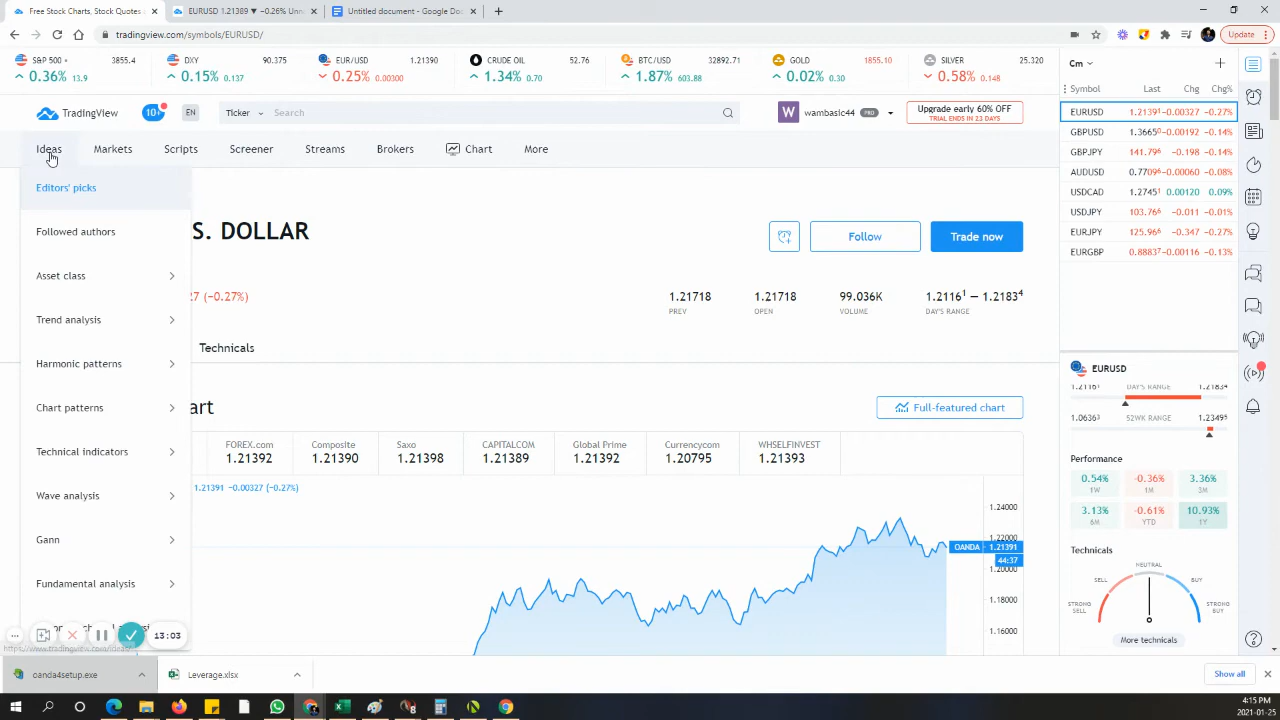 Free Stock Charts, Stock Quotes
EURUSD 1.21389 ▼ −0.26% Un
Untitled document - Google Do
tradingview.com/symbols/EURUSD/
Update
S&P 500 3855.4
0.36% 13.9
DXY 90.375
0.15% 0.137
EUR/USD 1.21390
0.25% 0.00300
CRUDE OIL
1.34% 0.70
BTC/USD 32892.71
1.87% 603.88
GOLD 1855.10
0.02% 0.30
SILVER 25.320
0.58% 0.148
TradingView
10+
EN
Ticker
Search
W
wambaslc44 PRO
Upgrade early 60% OFF
TRIAL ENDS IN 23 DAYS
Ideas
Markets
Scripts
Screener
Streams
Brokers
Chart
More
Editors' picks
Followed authors
Asset class
Trend analysis
Harmonic patterns
Chart patterns
Technical indicators
Wave analysis
Gann
Fundamental analysis
S. DOLLAR
Follow
Trade now
27 (−0.27%)
1.21718
PREV
1.21718
OPEN
99.036K
VOLUME
1.2116¹ − 1.2183⁴
DAY'S RANGE
Technicals
art
Full-featured chart
FOREX.com
1.21392
Composite
1.21390
Saxo
1.21398
CAPITALCOM
1.21389
Global Prime
1.21392
Currencycom
1.20795
WHSELFINVEST
1.21393
1.21391 −0.00327 (−0.27%)
1.24000
1.22000
OANDA 1.21391
44:37
1.20000
1.18000
1.16000
Cm
Symbol Last Chg Chg%
EURUSD 1.2139¹ −0.00327 −0.27%
GBPUSD 1.3665⁰ −0.00192 −0.14%
GBPJPY 141.79⁶ −0.198 −0.14%
AUDUSD 0.7709⁶ −0.00060 −0.08%
USDCAD 1.2745¹ 0.00120 0.09%
USDJPY 103.76⁶ −0.011 −0.01%
EURJPY 125.96⁶ −0.347 −0.27%
EURGBP 0.8883⁷ −0.00116 −0.13%
EURUSD
1.2116¹ DAY'S RANGE 1.2183⁴
1.0636³ 52WK RANGE 1.2349⁵
Performance
0.54%
1W
-0.36%
1M
3.36%
3M
3.13%
6M
-0.61%
YTD
10.93%
1Y
Technicals
NEUTRAL
SELL
BUY
STRONG SELL
STRONG BUY
More technicals
13:03
https://www.tradingview.com/ideas/
oanda4setup.exe
Leverage.xlsx
Show all
4:15 PM
2021-01-25